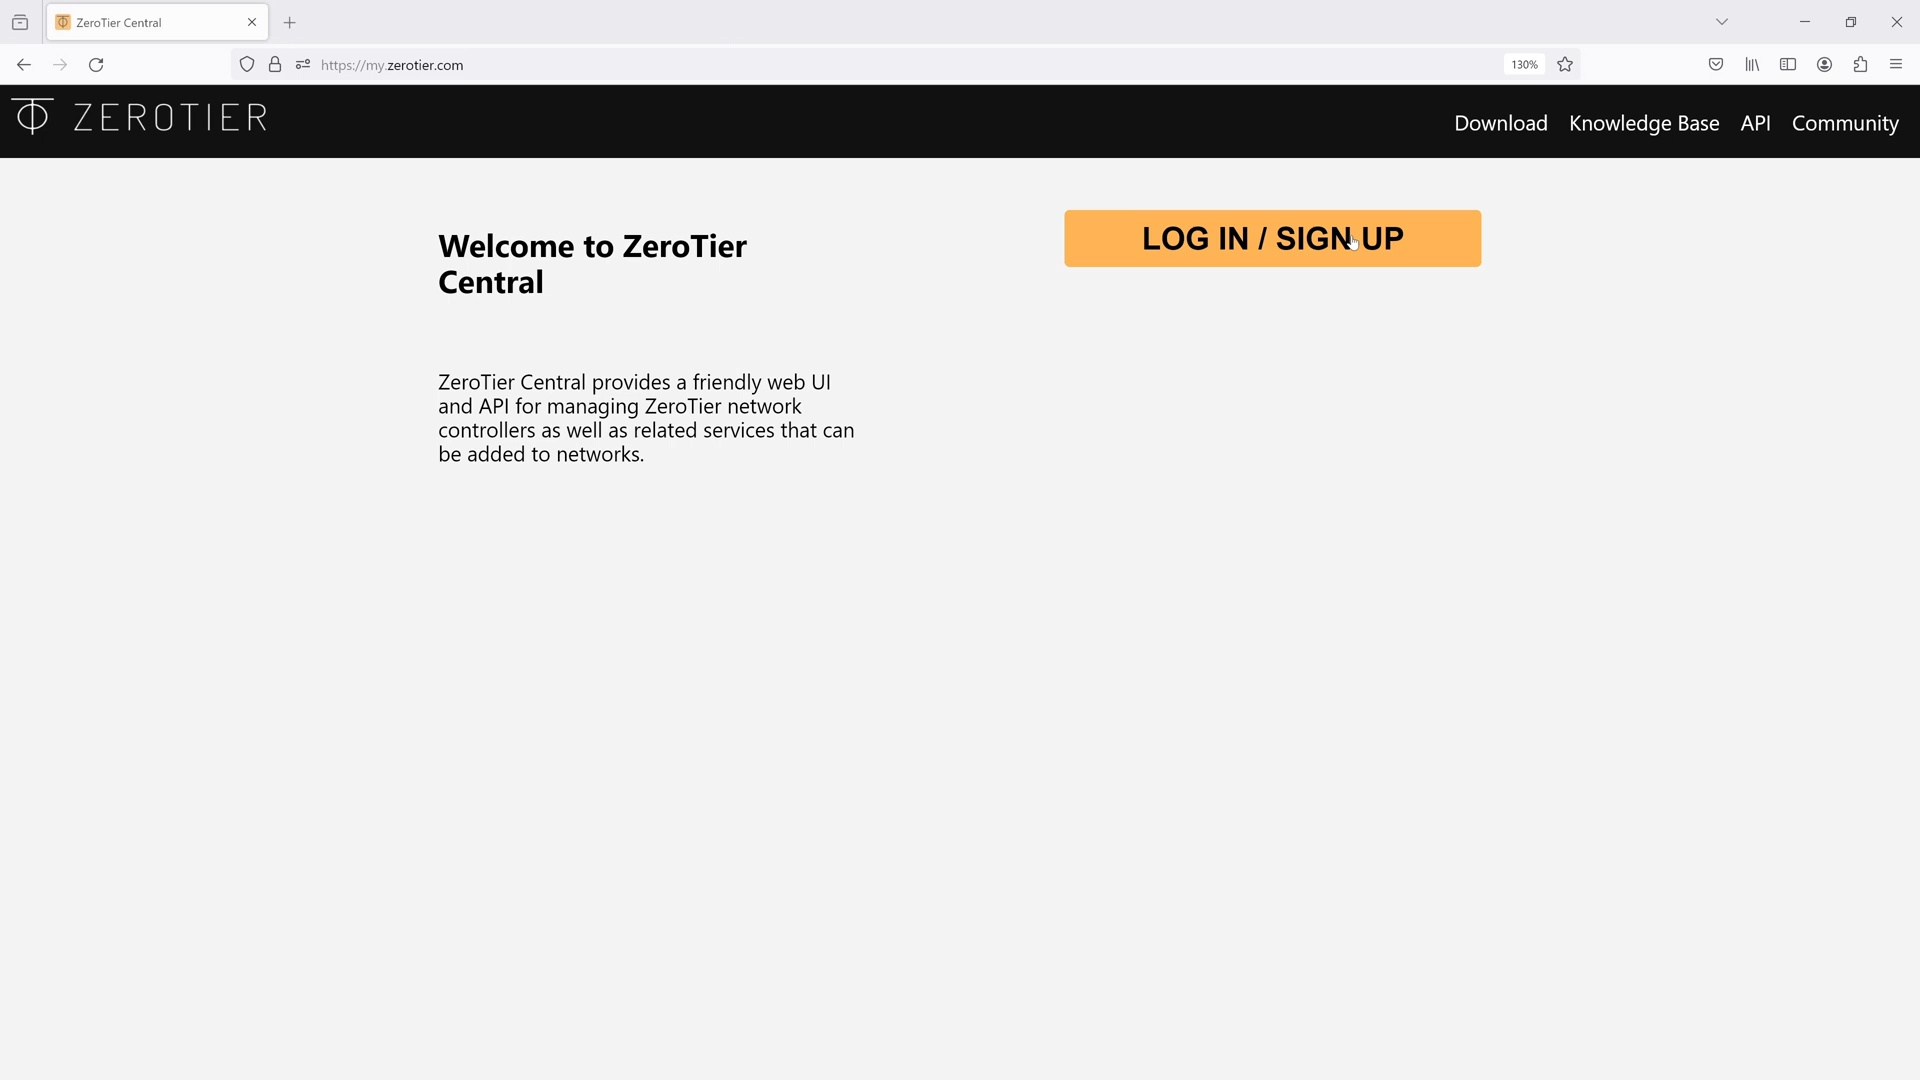 ZeroTier Central
https://my.zerotier.com
130%
ZEROTIER
Download
Knowledge Base
API
Community
Welcome to ZeroTier
Central
LOG IN / SIGN UP
ZeroTier Central provides a friendly web UI
and API for managing ZeroTier network
controllers as well as related services that can
be added to networks.